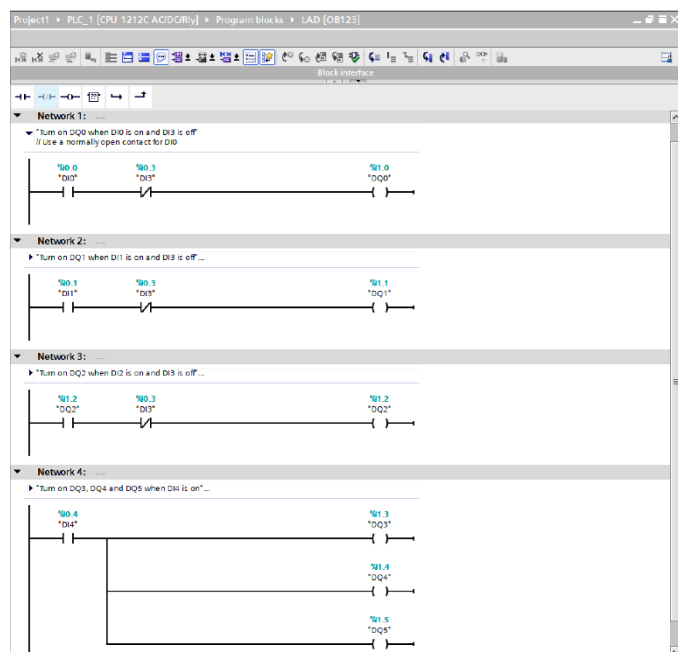 Project1 ▸ PLC_1 [CPU 1212C AC/DC/Rly] ▸ Program blocks ▸ LAD [OB123]
Block interface
Network 1: ....
"Turn on DQ0 when DI0 is on and DI3 is off"
// Use a normally open contact for DI0
%I0.0 %I0.3 %Q1.0
"DI0" "DI3" "DQ0"
Network 2: ....
"Turn on DQ1 when DI1 is on and DI3 is off"...
%I0.1 %I0.3 %Q1.1
"DI1" "DI3" "DQ1"
Network 3: ....
"Turn on DQ2 when DI2 is on and DI3 is off"...
%Q1.2 %I0.3 %Q1.2
"DQ2" "DI3" "DQ2"
Network 4: ....
"Turn on DQ3, DQ4 and DQ5 when DI4 is on"...
%I0.4 %Q1.3
"DI4" "DQ3"
%Q1.4
"DQ4"
%Q1.5
"DQ5"